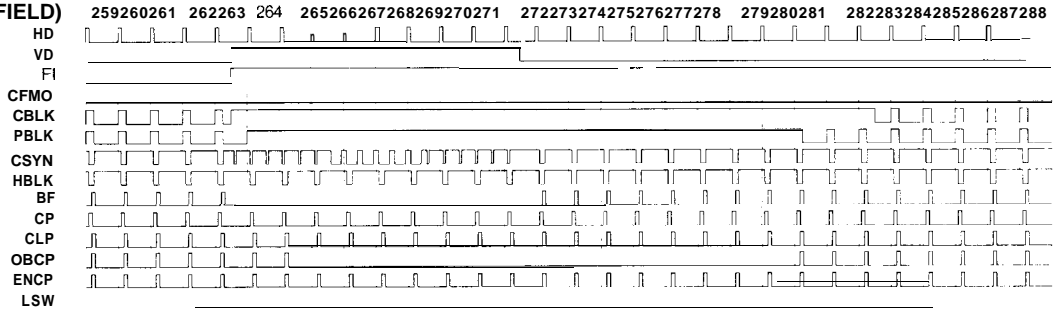 FIELD) 259260261 262263 264 265266267268269270271 272273274275276277278 279280281 282283284285286287288
HD
VD
FI
CFMO
CBLK
PBLK
CSYN
HBLK
BF
CP
CLP
OBCP
ENCP
LSW